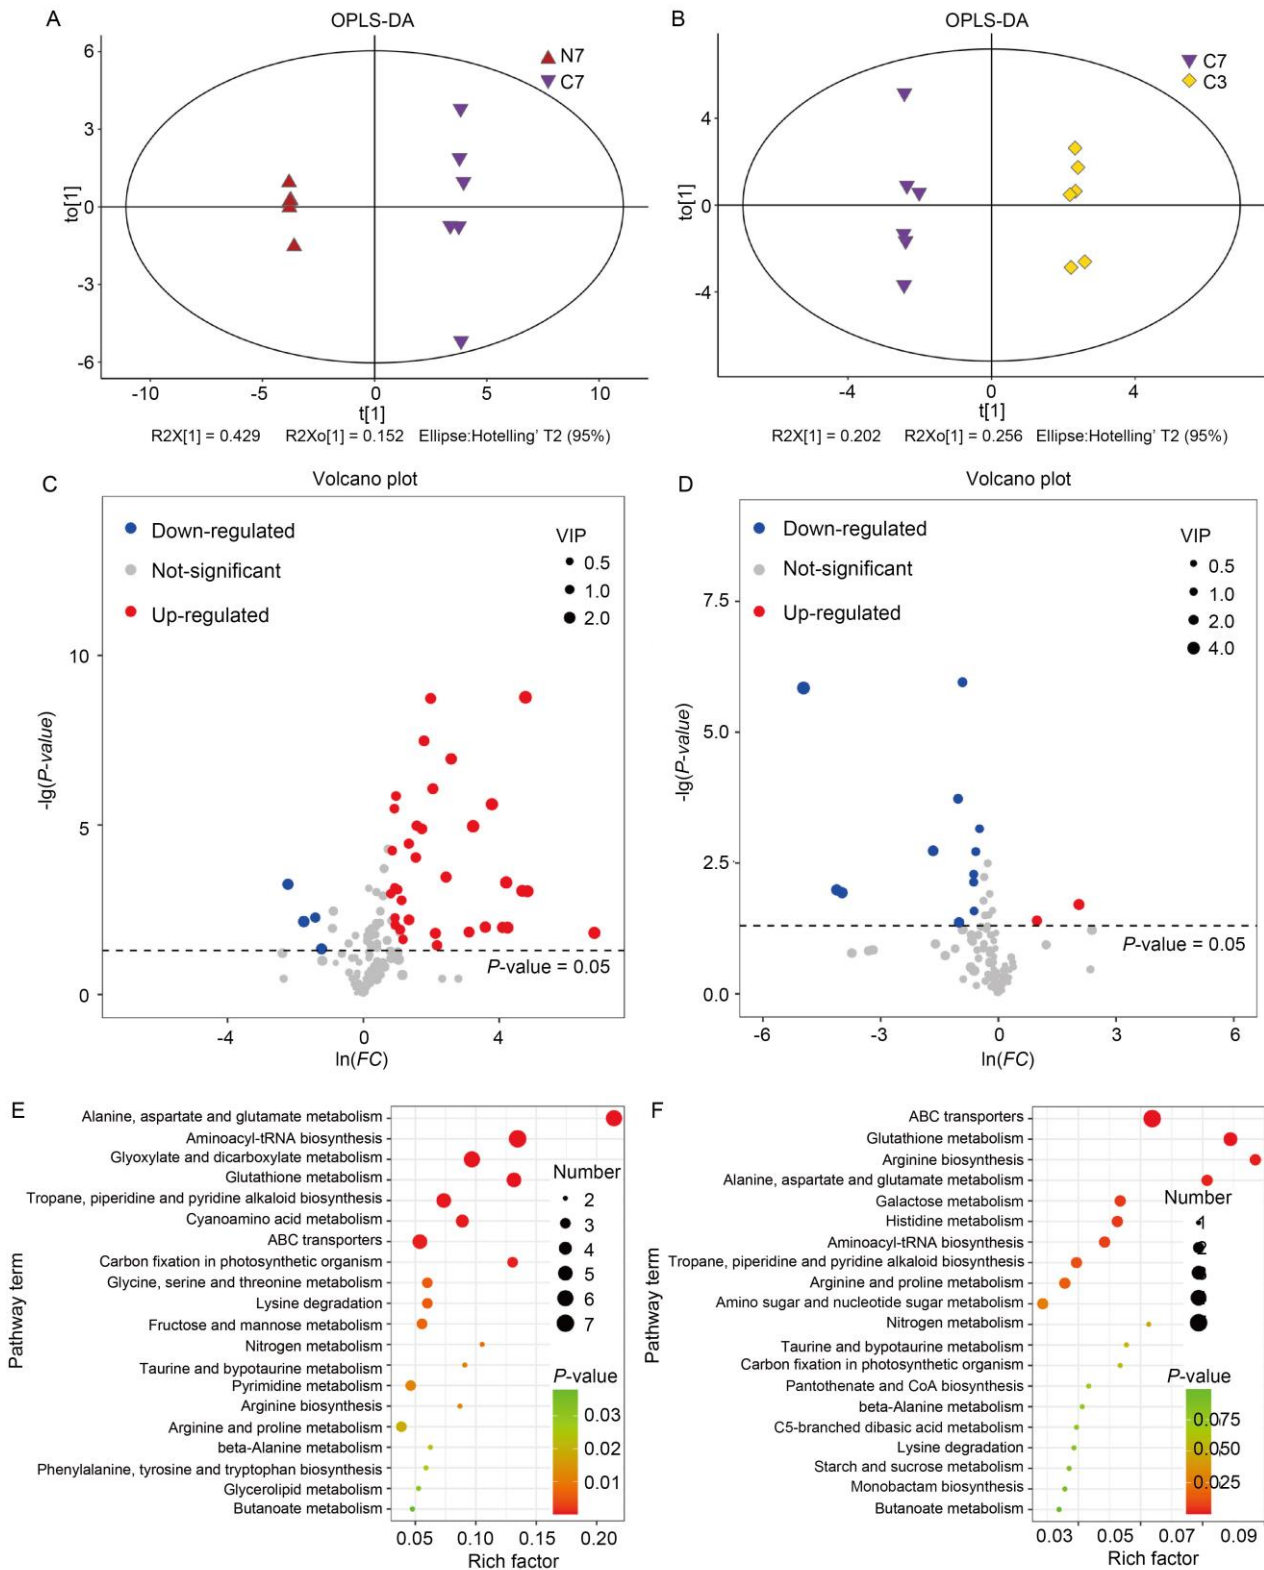 A
OPLS-DA
N7
C7
to[1]
6
3
0
-3
-6
-10
-5
0
5
10
t[1]
R2X[1] = 0.429 R2Xo[1] = 0.152 Ellipse:Hotelling' T2 (95%)
B
OPLS-DA
C7
C3
to[1]
4
0
-4
-4
0
4
t[1]
R2X[1] = 0.202 R2Xo[1] = 0.256 Ellipse:Hotelling' T2 (95%)
C
Volcano plot
Down-regulated
Not-significant
Up-regulated
VIP
0.5
1.0
2.0
-lg(P-value)
10
5
0
P-value = 0.05
-4
0
4
ln(FC)
D
Volcano plot
Down-regulated
Not-significant
Up-regulated
VIP
0.5
1.0
2.0
4.0
-lg(P-value)
7.5
5.0
2.5
0.0
P-value = 0.05
-6
-3
0
3
6
ln(FC)
E
Pathway term
Alanine, aspartate and glutamate metabolism
Aminoacyl-tRNA biosynthesis
Glyoxylate and dicarboxylate metabolism
Glutathione metabolism
Tropane, piperidine and pyridine alkaloid biosynthesis
Cyanoamino acid metabolism
ABC transporters
Carbon fixation in photosynthetic organism
Glycine, serine and threonine metabolism
Lysine degradation
Fructose and mannose metabolism
Nitrogen metabolism
Taurine and bypotaurine metabolism
Pyrimidine metabolism
Arginine biosynthesis
Arginine and proline metabolism
beta-Alanine metabolism
Phenylalanine, tyrosine and tryptophan biosynthesis
Glycerolipid metabolism
Butanoate metabolism
Number
2
3
4
5
6
7
P-value
0.03
0.02
0.01
0.05
0.10
0.15
0.20
Rich factor
F
Pathway term
ABC transporters
Glutathione metabolism
Arginine biosynthesis
Alanine, aspartate and glutamate metabolism
Galactose metabolism
Histidine metabolism
Aminoacyl-tRNA biosynthesis
Tropane, piperidine and pyridine alkaloid biosynthesis
Arginine and proline metabolism
Amino sugar and nucleotide sugar metabolism
Nitrogen metabolism
Taurine and bypotaurine metabolism
Carbon fixation in photosynthetic organism
Pantothenate and CoA biosynthesis
beta-Alanine metabolism
C5-branched dibasic acid metabolism
Lysine degradation
Starch and sucrose metabolism
Monobactam biosynthesis
Butanoate metabolism
Number
1
2
P-value
0.075
0.050
0.025
0.03
0.05
0.07
0.09
Rich factor